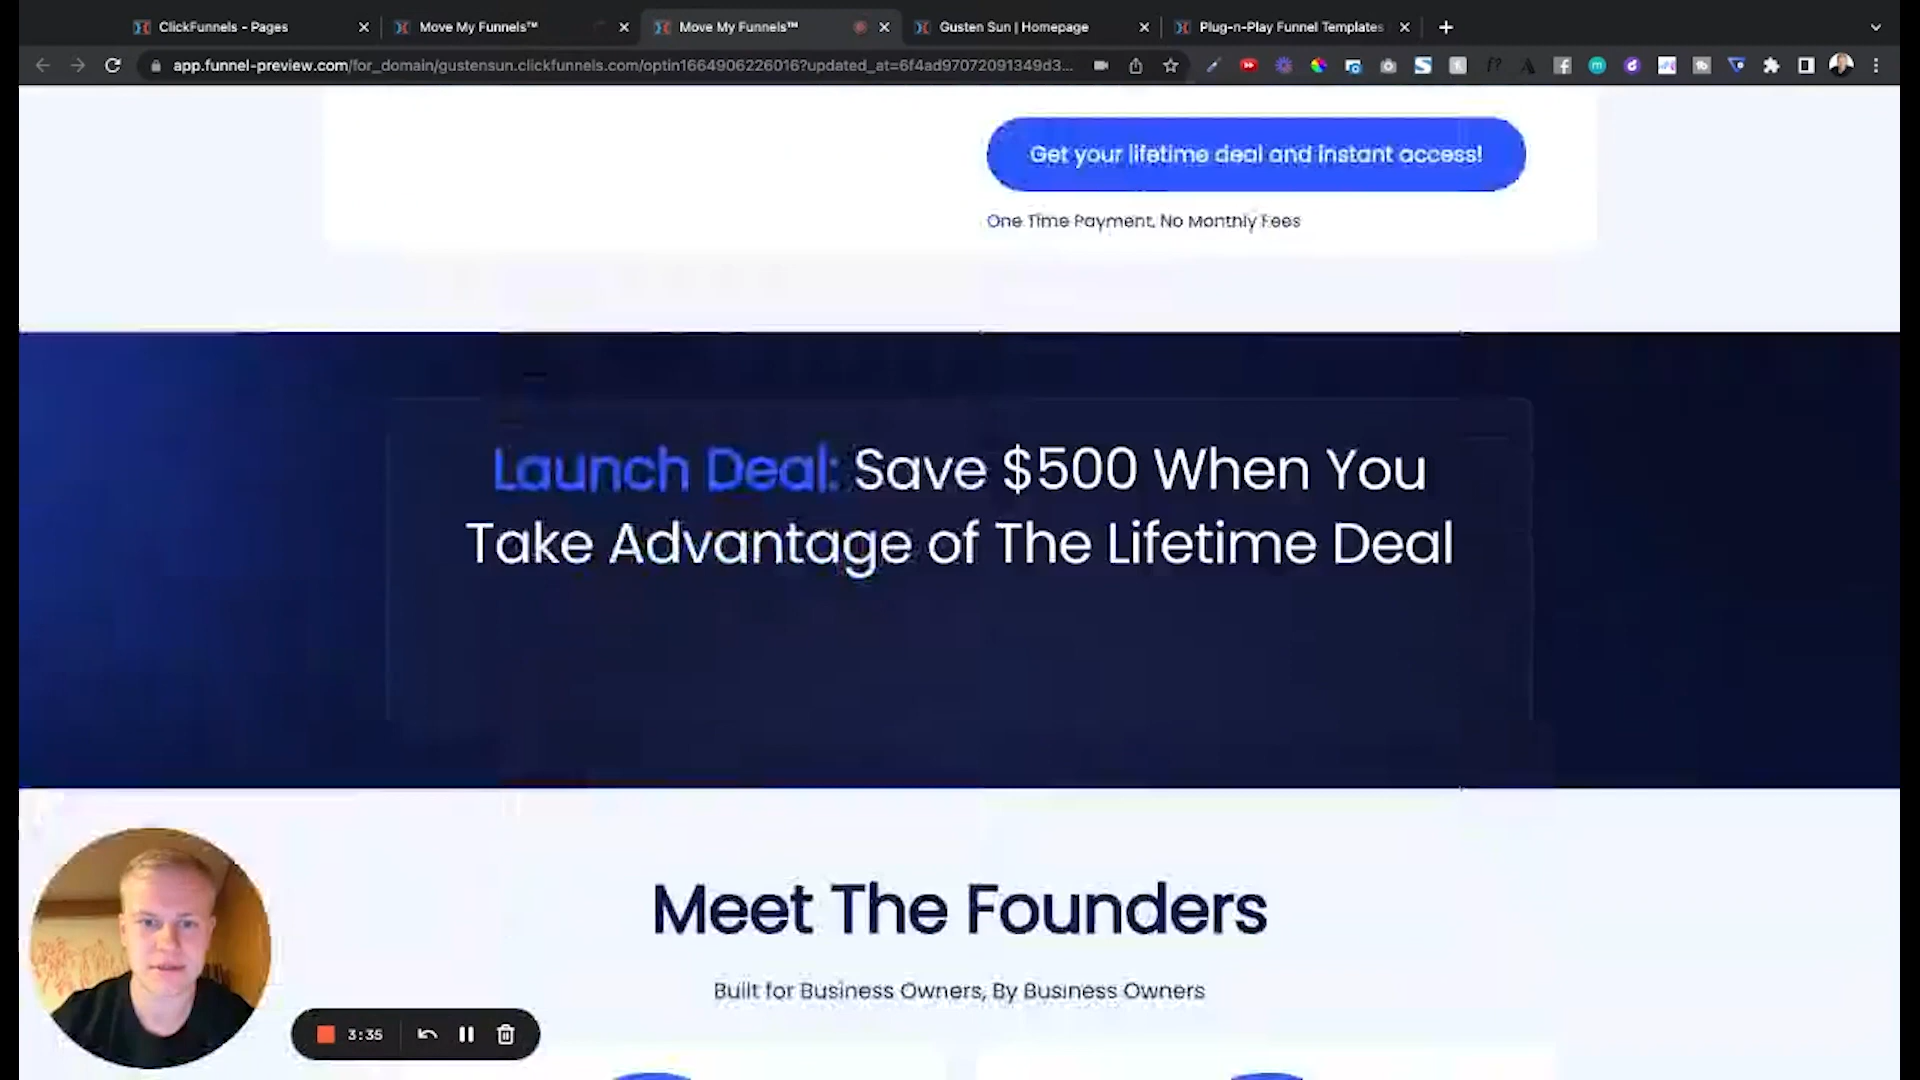 ClickFunnels - Pages
Move My Funnels™
Move My Funnels™
Gusten Sun | Homepage
Plug-n-Play Funnel Templates
app.funnel-preview.com/for_domain/gustensun.clickfunnels.com/optin1664906226016?updated_at=6f4ad97072091349d3...
Get your lifetime deal and instant access!
One Time Payment, No Monthly Fees
Launch Deal: Save $500 When You
Take Advantage of The Lifetime Deal
Meet The Founders
Built for Business Owners, By Business Owners
3:35